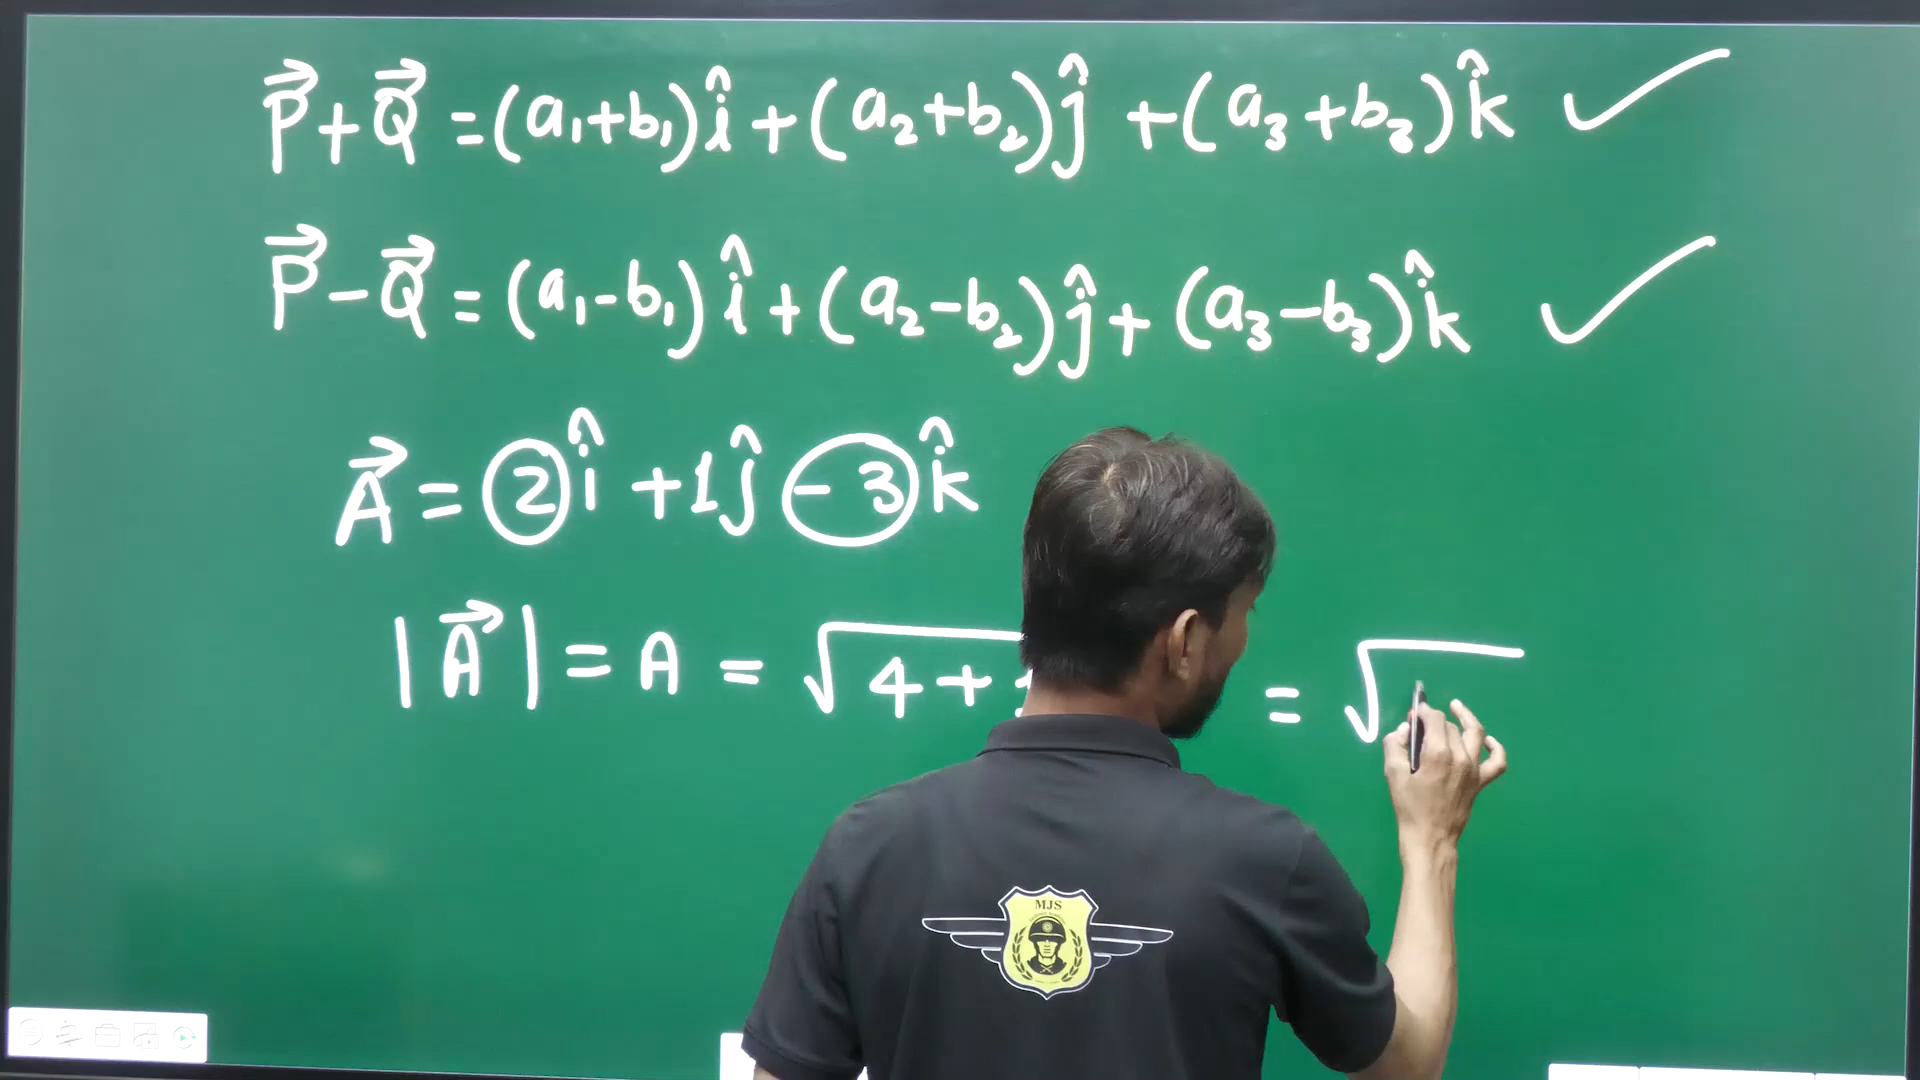 P⃗+Q⃗ = (a₁+b₁)î + (a₂+b₂)ĵ + (a₃+b₃)k̂ ✓
P⃗-Q⃗ = (a₁-b₁)î + (a₂-b₂)ĵ + (a₃-b₃)k̂ ✓
A⃗ = 2î + 1ĵ - 3k̂
|A⃗| = A = √4+ = √
MJS